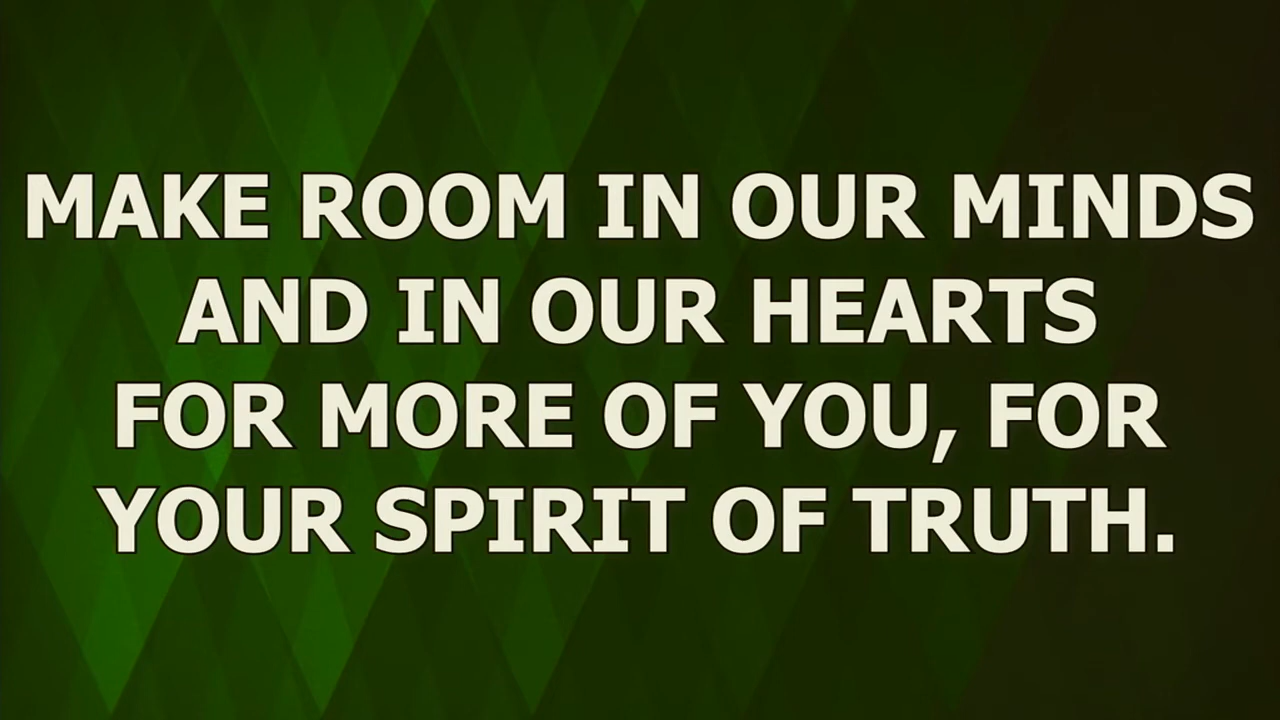 MAKE ROOM IN OUR MINDS
AND IN OUR HEARTS
FOR MORE OF YOU, FOR
YOUR SPIRIT OF TRUTH.